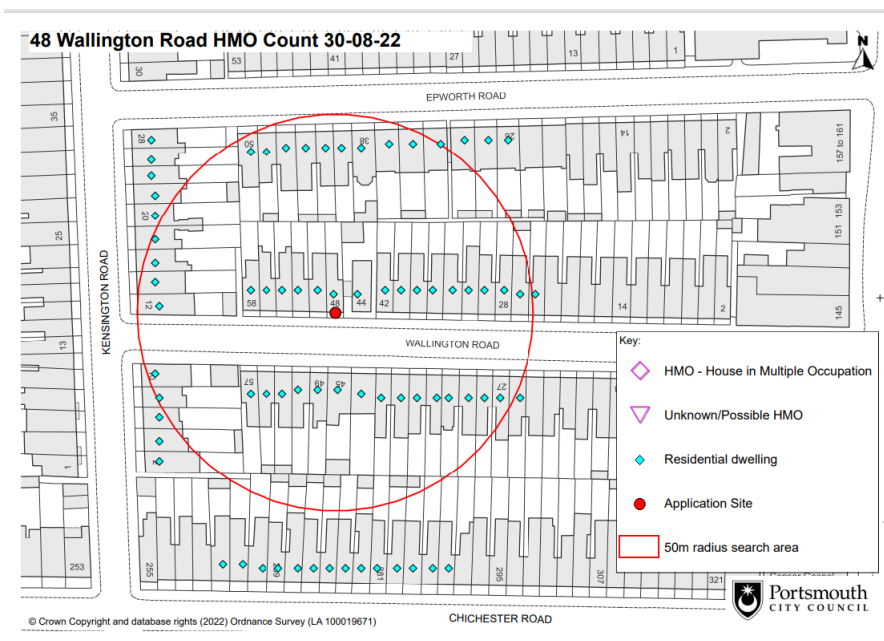 48 Wallington Road HMO Count 30-08-22
N
30
53
41
27
13
1
EPWORTH ROAD
35
28
50
38
26
14
2
157 to 161
20
25
153
151
KENSINGTON ROAD
12
58
48
44
42
28
14
2
145
13
WALLINGTON ROAD
57
49
45
27
1
2
253
255
269
281
295
307
321
CHICHESTER ROAD
Key:
HMO - House in Multiple Occupation
Unknown/Possible HMO
Residential dwelling
Application Site
50m radius search area
Portsmouth
CITY COUNCIL
© Crown Copyright and database rights (2022) Ordnance Survey (LA 100019671)